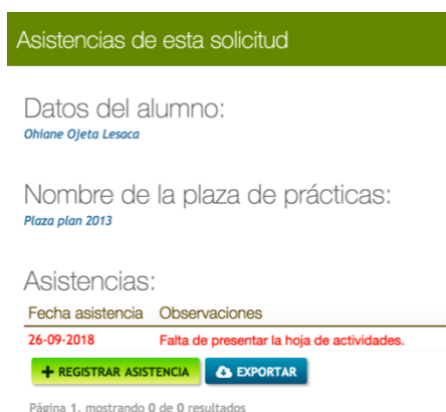 Asistencias de esta solicitud
Datos del alumno:
Ohiane Ojeta Lesaca
Nombre de la plaza de prácticas:
Plaza plan 2013
Asistencias:
Fecha asistencia Observaciones
26-09-2018 Falta de presentar la hoja de actividades.
+ REGISTRAR ASISTENCIA EXPORTAR
Página 1, mostrando 0 de 0 resultados